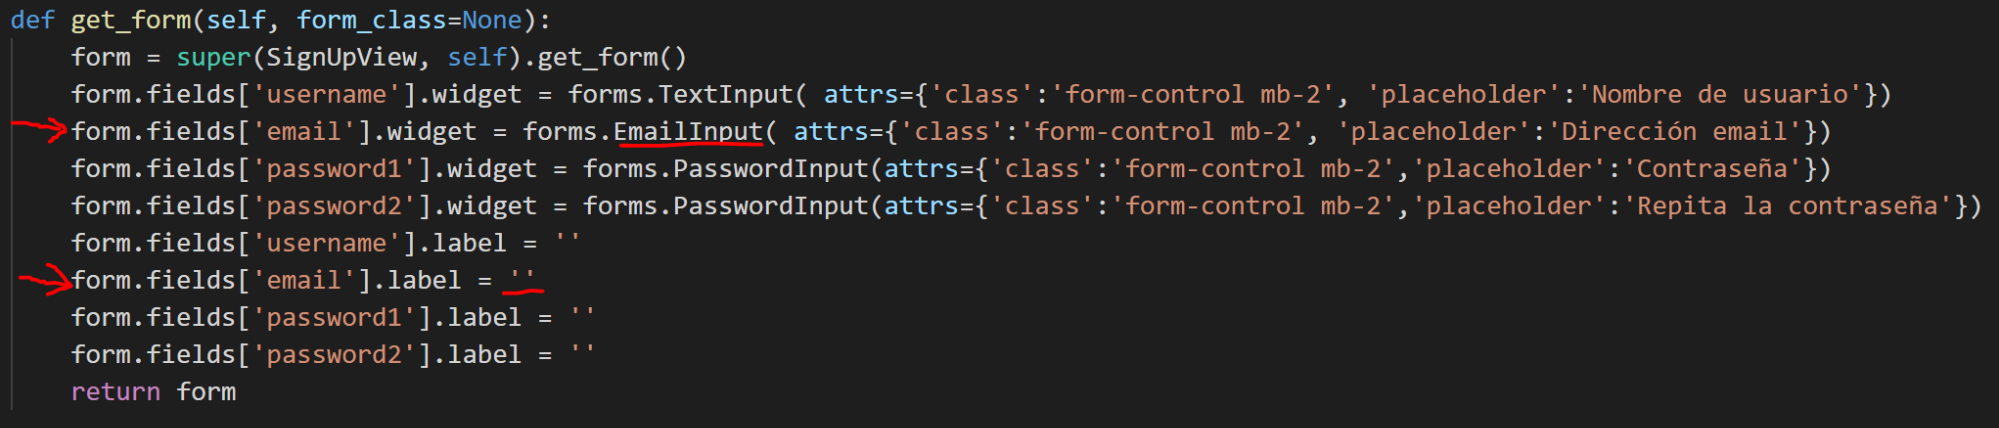 def get_form(self, form_class=None):
form = super(SignUpView, self).get_form()
form.fields['username'].widget = forms.TextInput( attrs={'class':'form-control mb-2', 'placeholder':'Nombre de usuario'})
form.fields['email'].widget = forms.EmailInput( attrs={'class':'form-control mb-2', 'placeholder':'Dirección email'})
form.fields['password1'].widget = forms.PasswordInput(attrs={'class':'form-control mb-2','placeholder':'Contraseña'})
form.fields['password2'].widget = forms.PasswordInput(attrs={'class':'form-control mb-2','placeholder':'Repita la contraseña'})
form.fields['username'].label = ''
form.fields['email'].label = ''
form.fields['password1'].label = ''
form.fields['password2'].label = ''
return form